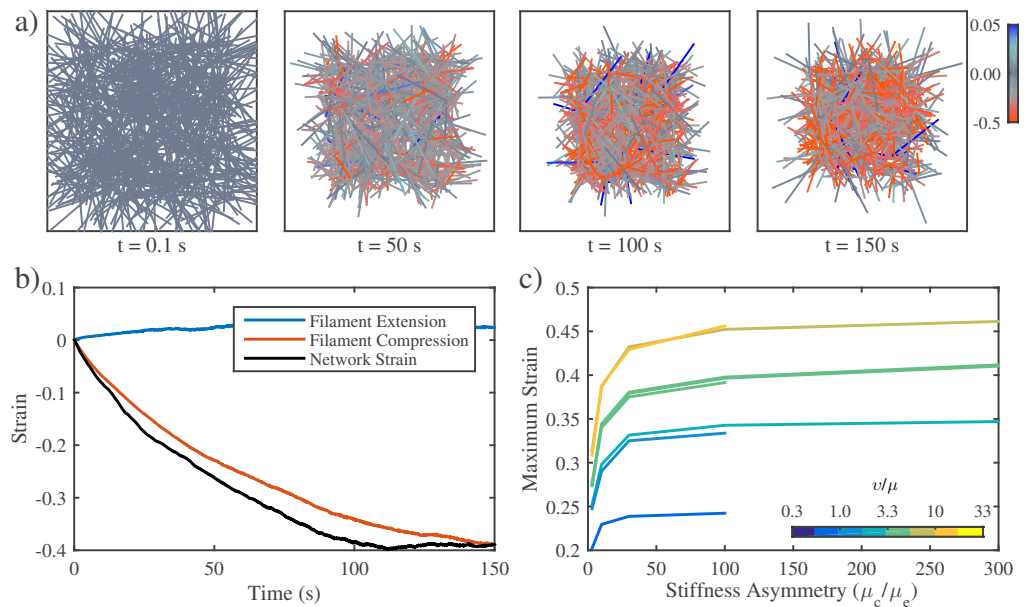 a)
0.05
0.00
-0.5
t = 0.1 s
t = 50 s
t = 100 s
t = 150 s
b)
0.1
0
-0.1
-0.2
-0.3
-0.4
Strain
Filament Extension
Filament Compression
Network Strain
0
50
100
150
Time (s)
c)
0.5
0.45
0.4
0.35
0.3
0.25
0.2
Maximum Strain
υ/μ
0.3
1.0
3.3
10
33
0
50
100
150
200
250
300
Stiffness Asymmetry (μc/μe)